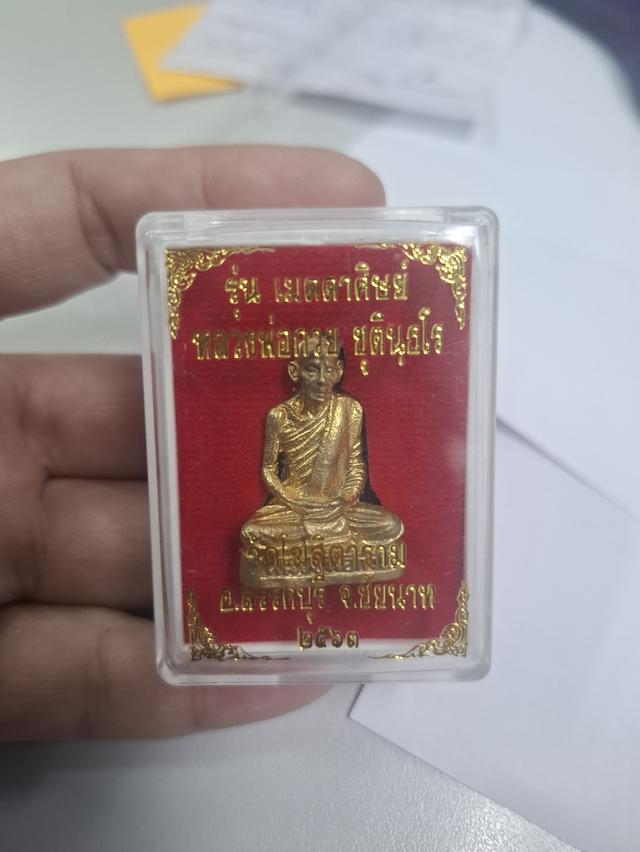 รุ่น เมตตาศิษย์
หลวงพ่อกวย ชุตินฺธโร
วัดโฆสิตาราม
อ.สรรคบุรี จ.ชัยนาท
๒๕๖๓